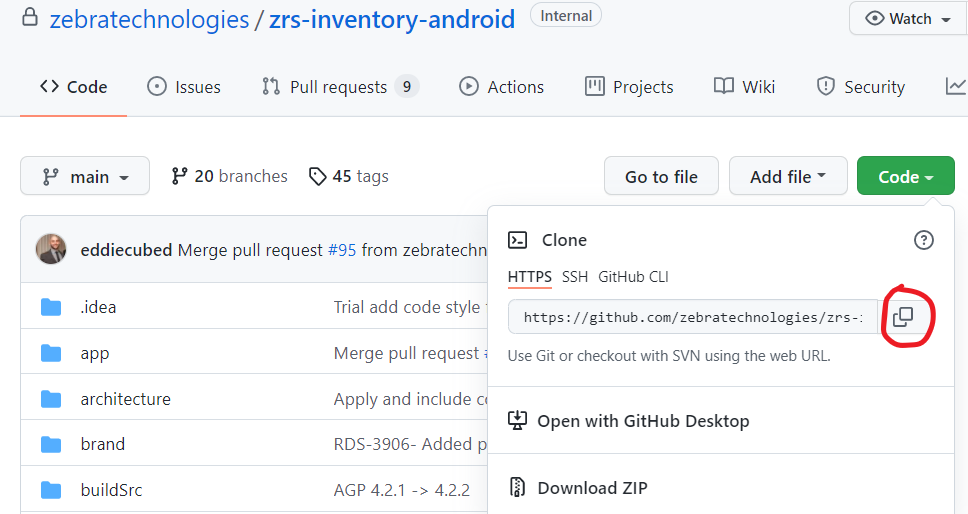 zebratechnologies / zrs-inventory-android Internal Watch
Code Issues Pull requests 9 Actions Projects Wiki Security
main 20 branches 45 tags Go to file Add file Code
eddiecubed Merge pull request #95 from zebratechn
.idea Trial add code style
app Merge pull request
architecture Apply and include co
brand RDS-3906- Added p
buildSrc AGP 4.2.1 -> 4.2.2
Clone
HTTPS SSH GitHub CLI
https://github.com/zebratechnologies/zrs-i
Use Git or checkout with SVN using the web URL.
Open with GitHub Desktop
Download ZIP